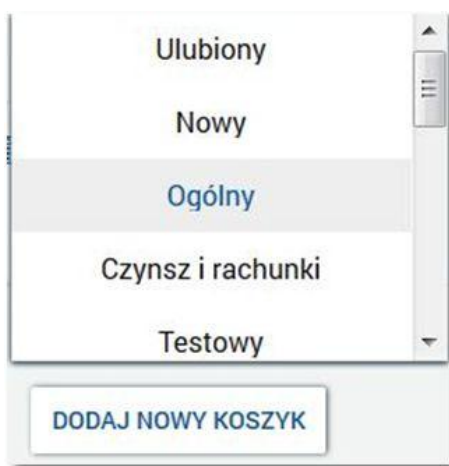 Ulubiony
Nowy
Ogólny
Czynsz i rachunki
Testowy
DODAJ NOWY KOSZYK